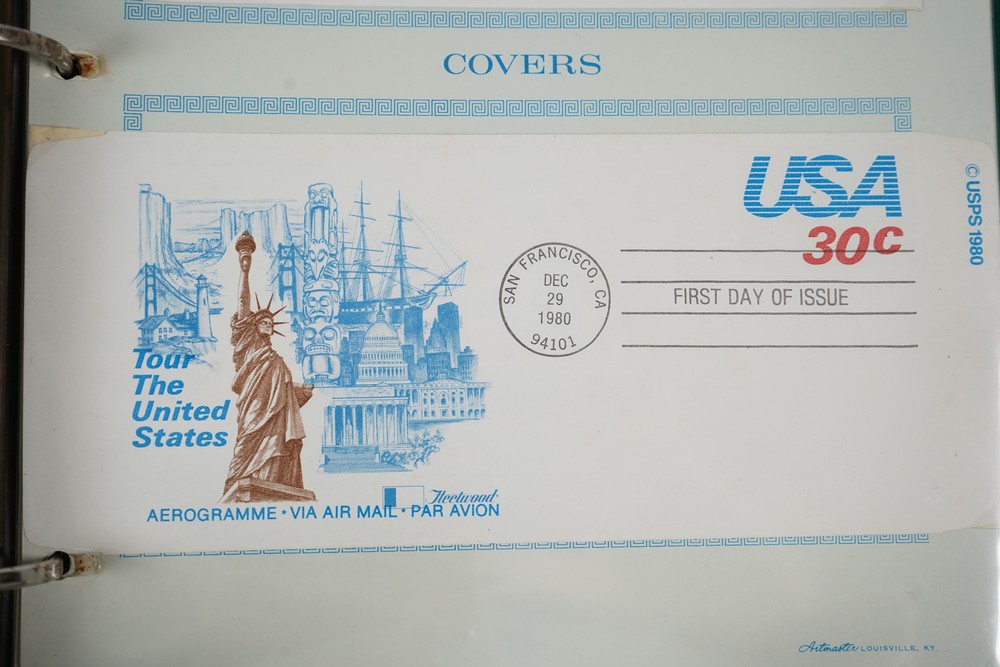 COVERS
USA
30c
© USPS 1980
SAN FRANCISCO, CA
DEC
29
1980
94101
FIRST DAY OF ISSUE
Tour
The
United
States
Fleetwood
AEROGRAMME • VIA AIR MAIL • PAR AVION
Artmaster LOUISVILLE, KY.